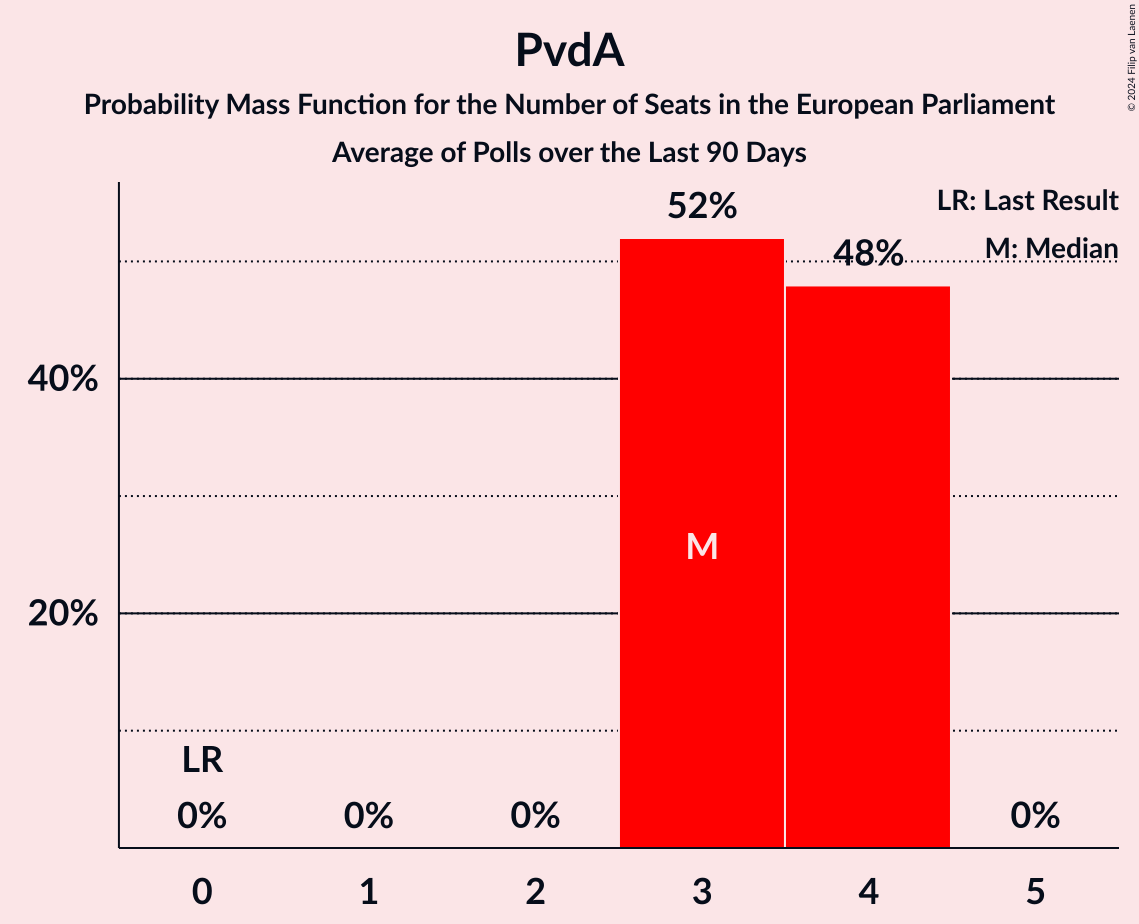 PvdA
Probability Mass Function for the Number of Seats in the European Parliament
Average of Polls over the Last 90 Days
© 2024 Filip van Laenen
LR: Last Result
M: Median
52%
48%
40%
20%
M
LR
0%
0%
0%
0%
0
1
2
3
4
5